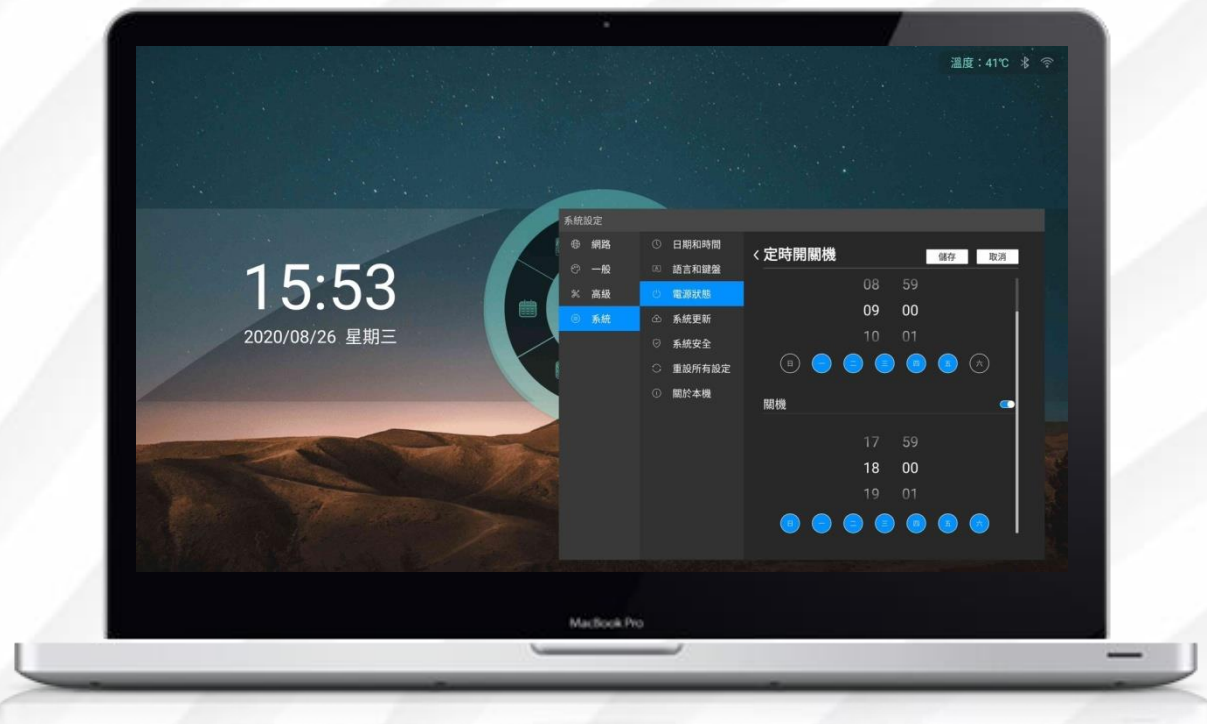 溫度：41℃
15:53
2020/08/26 星期三
系統設定
網路
一般
高級
系統
日期和時間
語言和鍵盤
電源狀態
系統更新
系統安全
重設所有設定
關於本機
定時開關機
儲存 取消
08 59
09 00
10 01
日 一 二 三 四 五 六
關機
17 59
18 00
19 01
日 一 二 三 四 五 六
MacBook Pro